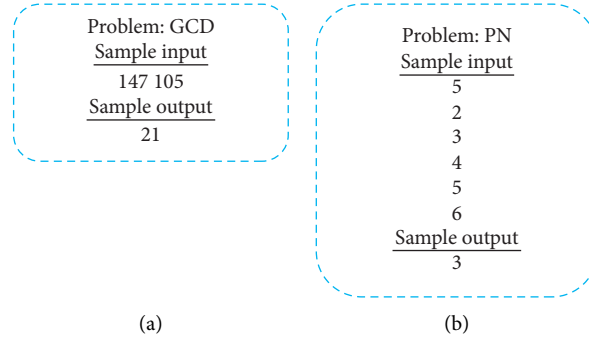 Problem: GCD
Sample input
147 105
Sample output
21
(a)
Problem: PN
Sample input
5
2
3
4
5
6
Sample output
3
(b)